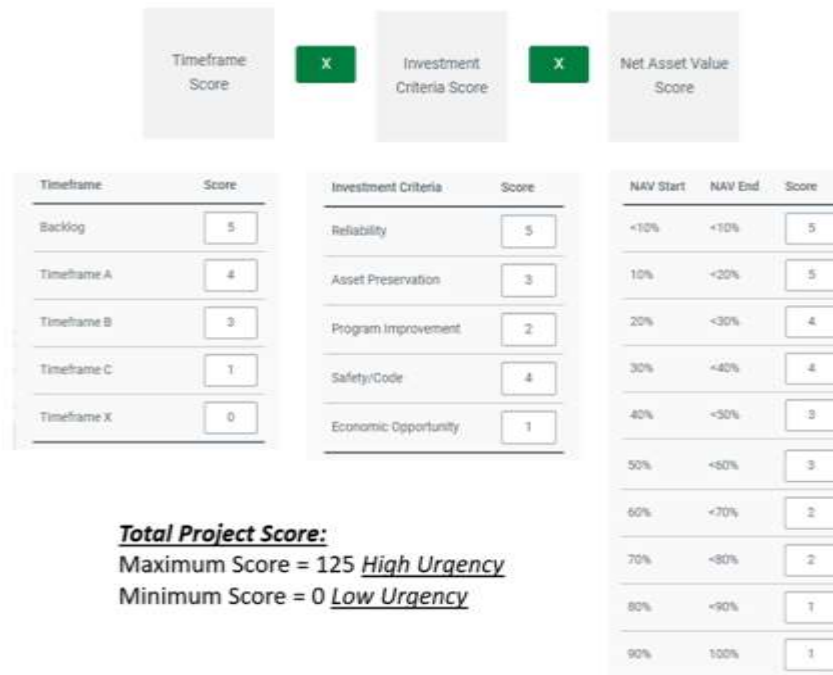 Timeframe
Score
X
Investment
Criteria Score
X
Net Asset Value
Score
Timeframe Score
Backlog 5
Timeframe A 4
Timeframe B 3
Timeframe C 1
Timeframe X 0
Investment Criteria Score
Reliability 5
Asset Preservation 3
Program Improvement 2
Safety/Code 4
Economic Opportunity 1
NAV Start NAV End Score
<10% <10% 5
10% <20% 5
20% <30% 4
30% <40% 4
40% <50% 3
50% <60% 3
60% <70% 2
70% <80% 2
80% <90% 1
90% 100% 1
Total Project Score:
Maximum Score = 125 High Urgency
Minimum Score = 0 Low Urgency